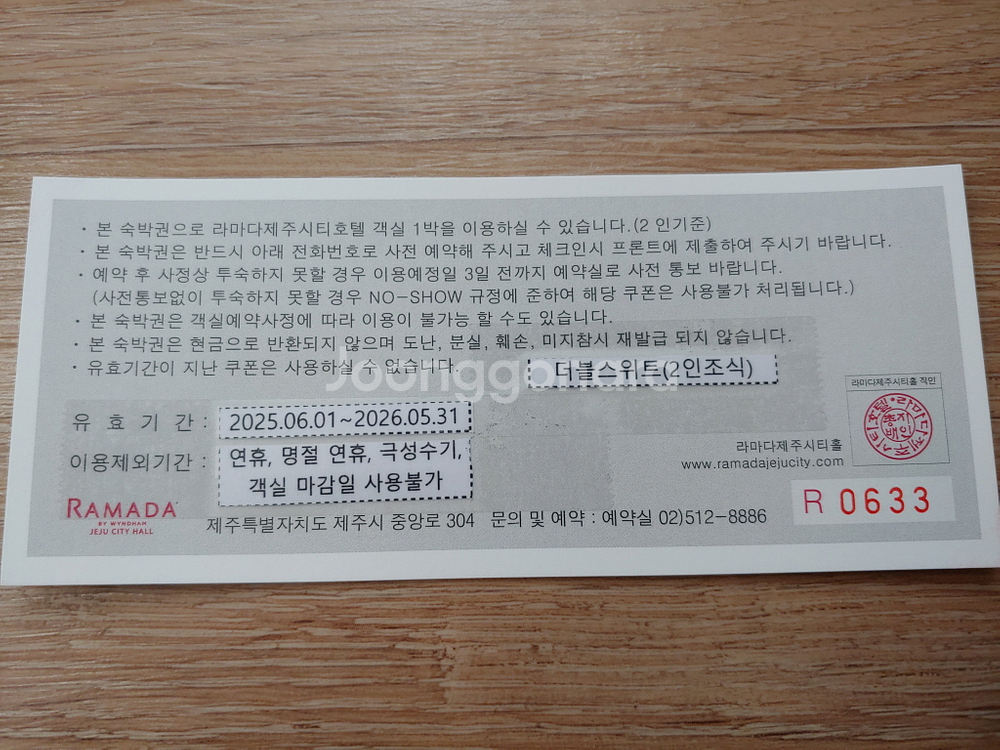 · 본 숙박권으로 라마다제주시티호텔 객실 1박을 이용하실 수 있습니다.(2 인기준)
· 본 숙박권은 반드시 아래 전화번호로 사전 예약해 주시고 체크인시 프론트에 제출하여 주시기 바랍니다.
· 예약 후 사정상 투숙하지 못할 경우 이용예정일 3일 전까지 예약실로 사전 통보 바랍니다.
(사전통보없이 투숙하지 못할 경우 NO-SHOW 규정에 준하여 해당 쿠폰은 사용불가 처리됩니다.)
· 본 숙박권은 객실예약사정에 따라 이용이 불가능 할 수도 있습니다.
· 본 숙박권은 현금으로 반환되지 않으며 도난, 분실, 훼손, 미지참시 재발급 되지 않습니다.
· 유효기간이 지난 쿠폰은 사용하실 수 없습니다.
더블스위트(2인조식)
Joonggonara
유 효 기 간 : 2025.06.01~2026.05.31
이용제외기간 : 연휴, 명절 연휴, 극성수기,
객실 마감일 사용불가
라마다제주시티홀 직인
라마다제주시티홀
www.ramadajejucity.com
RAMADA
BY WYNDHAM
JEJU CITY HALL
제주특별자치도 제주시 중앙로 304 문의 및 예약 : 예약실 02)512-8886
R 0633